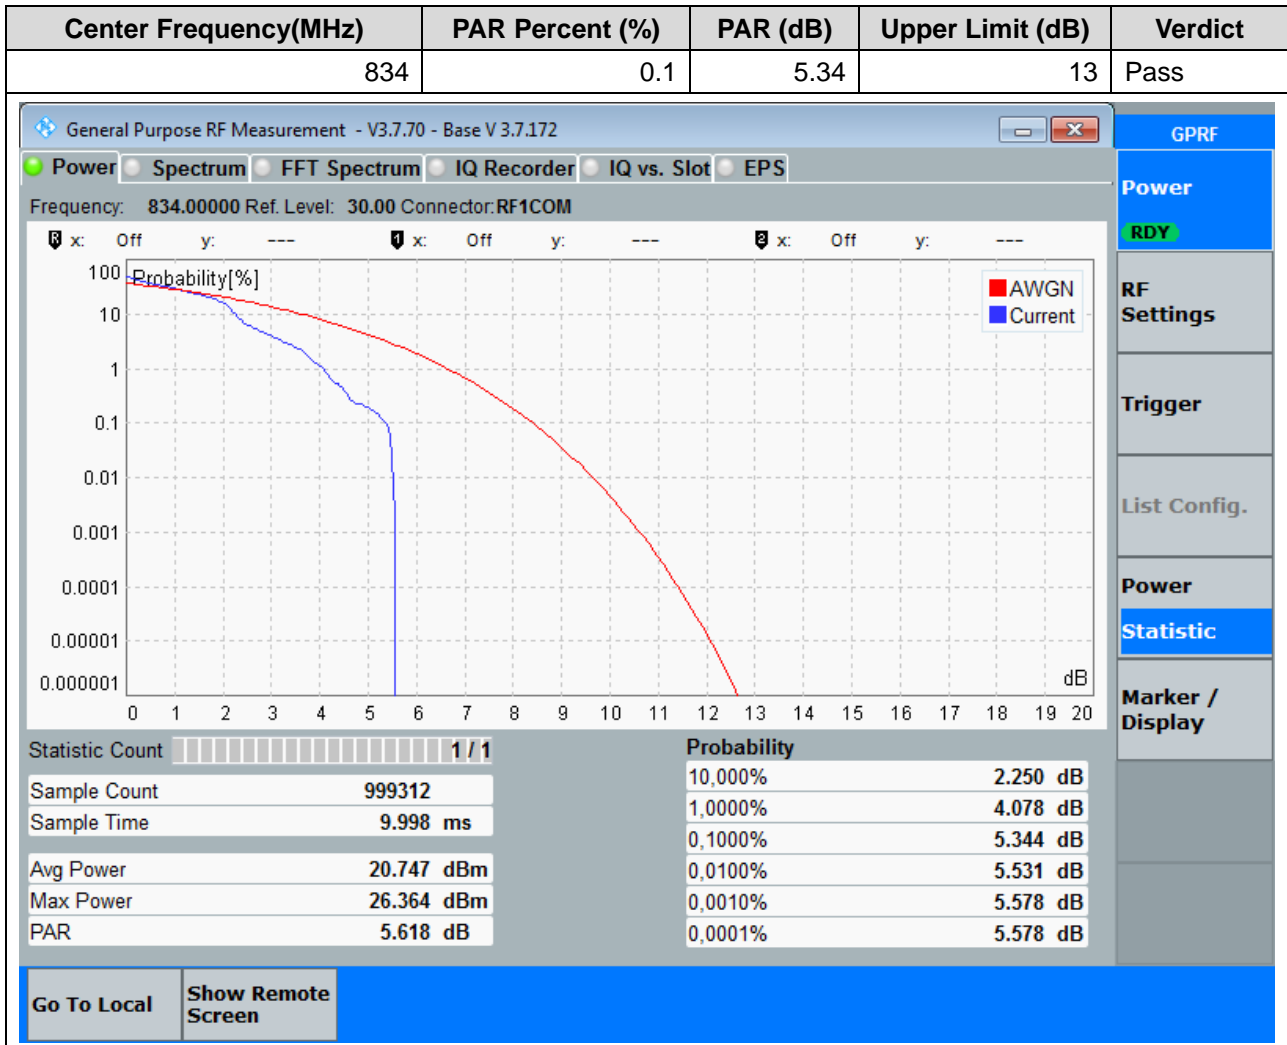 Center Frequency(MHz) PAR Percent (%) PAR (dB) Upper Limit (dB) Verdict
834 0.1 5.34 13 Pass
General Purpose RF Measurement - V3.7.70 - Base V 3.7.172
GPRF
Power Spectrum FFT Spectrum IQ Recorder IQ vs. Slot EPS
Power
RDY
Frequency: 834.00000 Ref. Level: 30.00 Connector: RF1COM
R x: Off y: --- 1 x: Off y: --- 2 x: Off y: ---
Probability[%]
100
10
1
0.1
0.01
0.001
0.0001
0.00001
0.000001
AWGN
Current
dB
0 1 2 3 4 5 6 7 8 9 10 11 12 13 14 15 16 17 18 19 20
RF
Settings
Trigger
List Config.
Power
Statistic
Marker /
Display
Statistic Count 1 / 1
Sample Count 999312
Sample Time 9.998 ms
Avg Power 20.747 dBm
Max Power 26.364 dBm
PAR 5.618 dB
Probability
10,000% 2.250 dB
1,0000% 4.078 dB
0,1000% 5.344 dB
0,0100% 5.531 dB
0,0010% 5.578 dB
0,0001% 5.578 dB
Go To Local
Show Remote
Screen